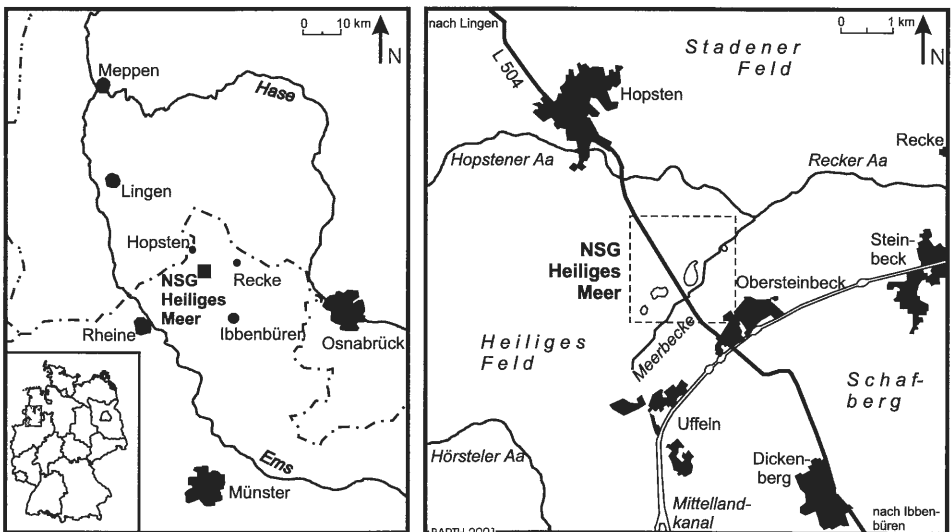 0 10 km
N
Meppen
Hase
Lingen
Hopsten
Recke
NSG
Heiliges
Meer
Rheine
Ibbenbüren
Osnabrück
Ems
Münster
nach Lingen
0 1 km
N
L 504
Stadener
Feld
Hopsten
Recke
Hopstener Aa
Recker Aa
NSG
Heiliges
Meer
Stein-
beck
Obersteinbeck
Meerbecke
Heiliges
Feld
Schaf-
berg
Uffeln
Hörsteler Aa
Dicken-
berg
Mittelland-
kanal
nach Ibben-
büren